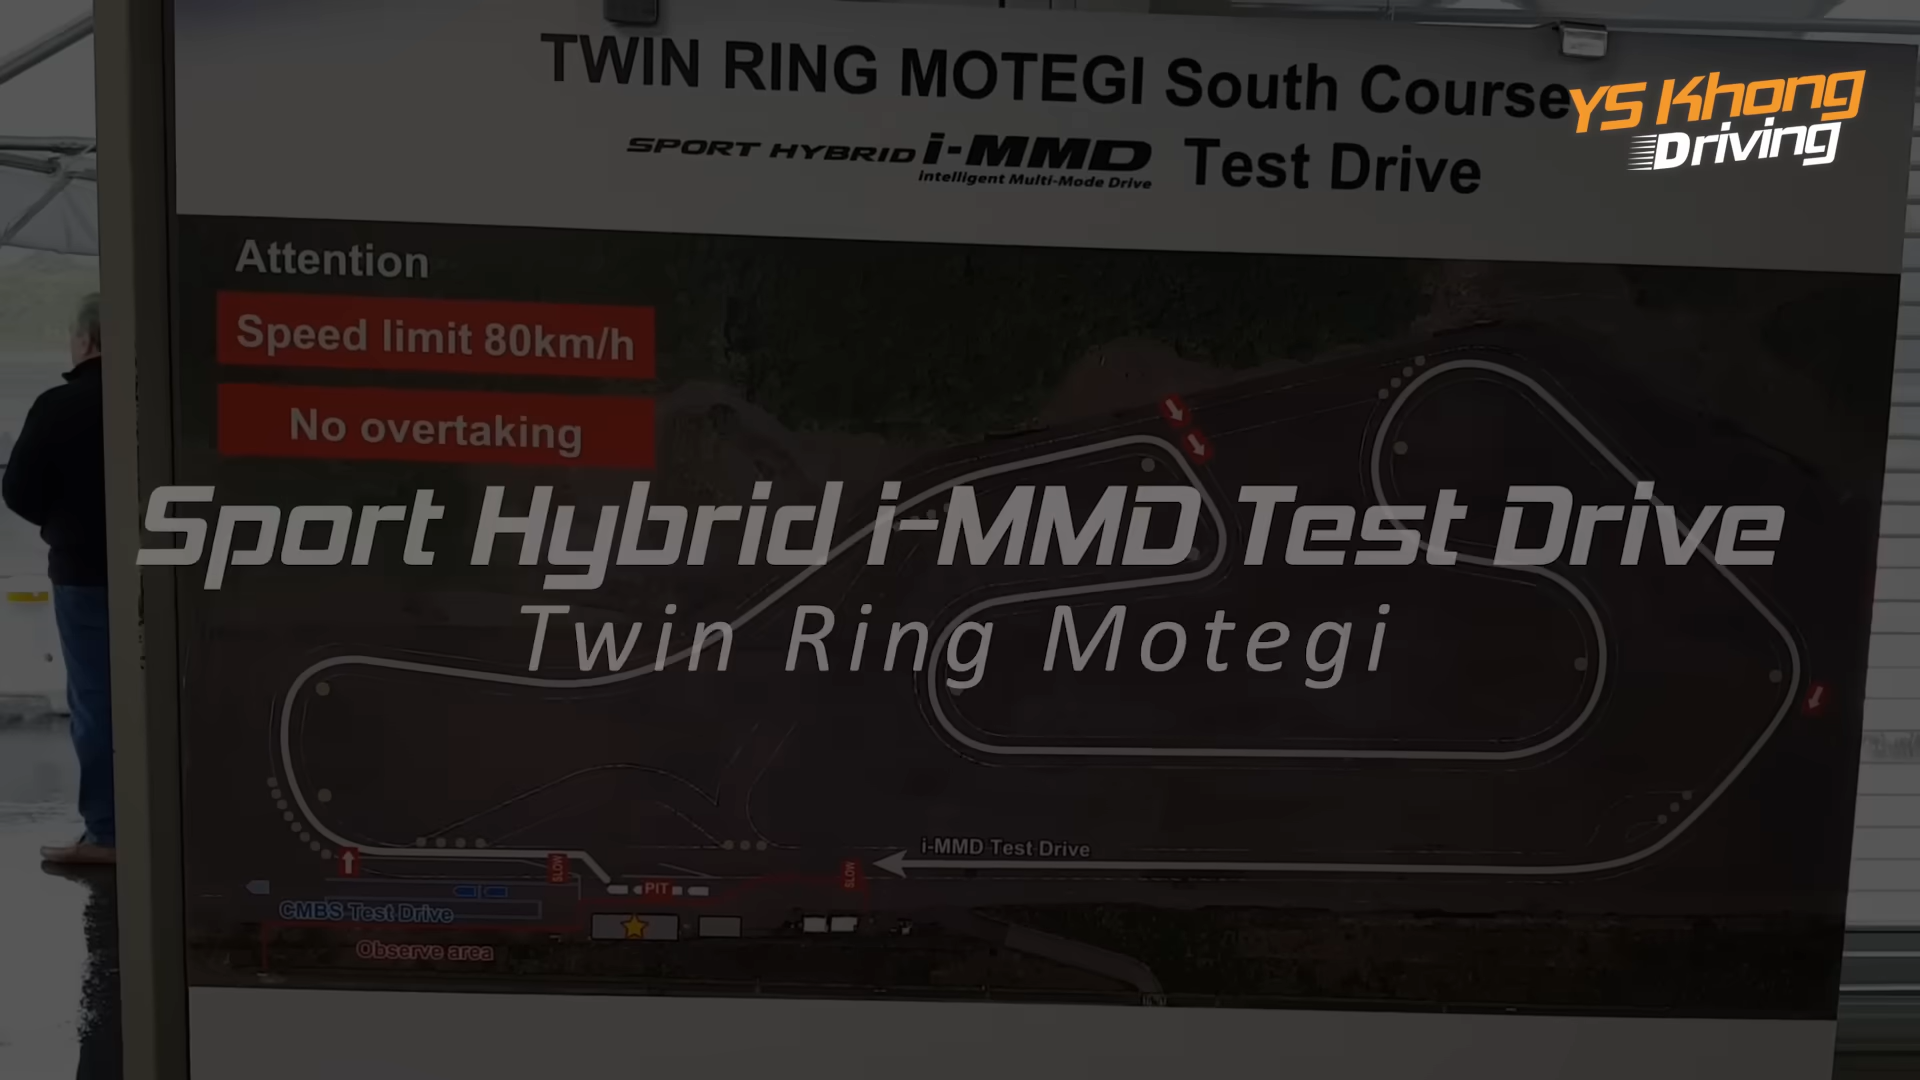 TWIN RING MOTEGI South Course
SPORT HYBRID i-MMD Test Drive
intelligent Multi-Mode Drive
YS Khong
Driving
Attention
Speed limit 80km/h
No overtaking
Sport Hybrid i-MMD Test Drive
Twin Ring Motegi
i-MMD Test Drive
SLOW
SLOW
PIT
CMBS Test Drive
Observe area